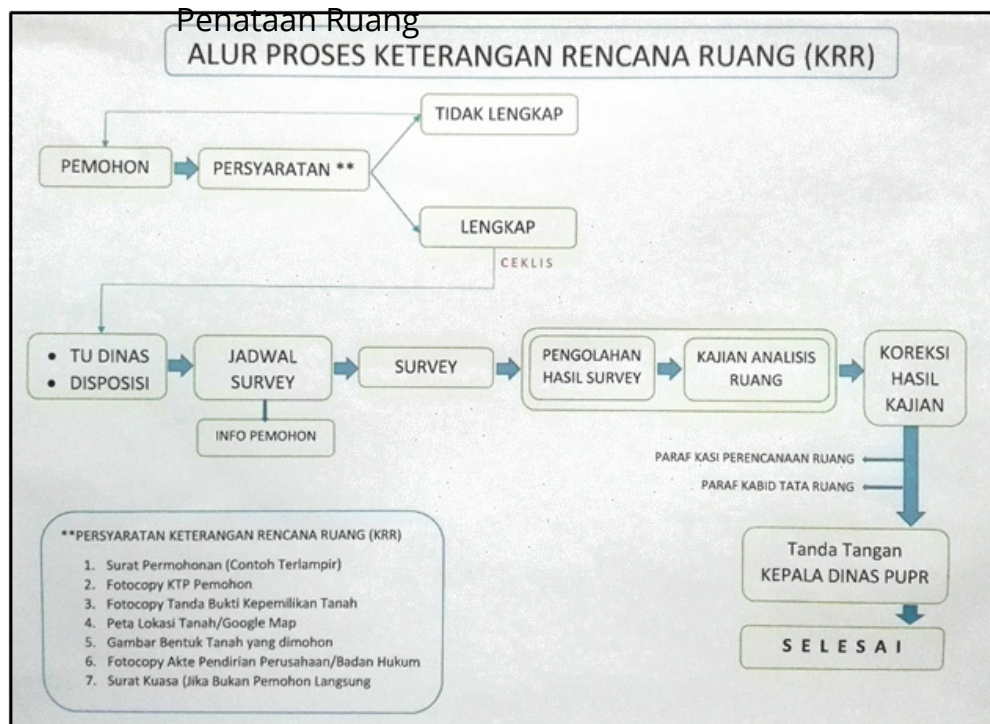 Penataan Ruang
ALUR PROSES KETERANGAN RENCANA RUANG (KRR)
TIDAK LENGKAP
PEMOHON
PERSYARATAN **
LENGKAP
CEKLIS
• TU DINAS
• DISPOSISI
JADWAL
SURVEY
INFO PEMOHON
SURVEY
PENGOLAHAN
HASIL SURVEY
KAJIAN ANALISIS
RUANG
KOREKSI
HASIL
KAJIAN
PARAF KASI PERENCANAAN RUANG
PARAF KABID TATA RUANG
Tanda Tangan
KEPALA DINAS PUPR
SELESAI
**PERSYARATAN KETERANGAN RENCANA RUANG (KRR)
1. Surat Permohonan (Contoh Terlampir)
2. Fotocopy KTP Pemohon
3. Fotocopy Tanda Bukti Kepemilikan Tanah
4. Peta Lokasi Tanah/Google Map
5. Gambar Bentuk Tanah yang dimohon
6. Fotocopy Akte Pendirian Perusahaan/Badan Hukum
7. Surat Kuasa (Jika Bukan Pemohon Langsung